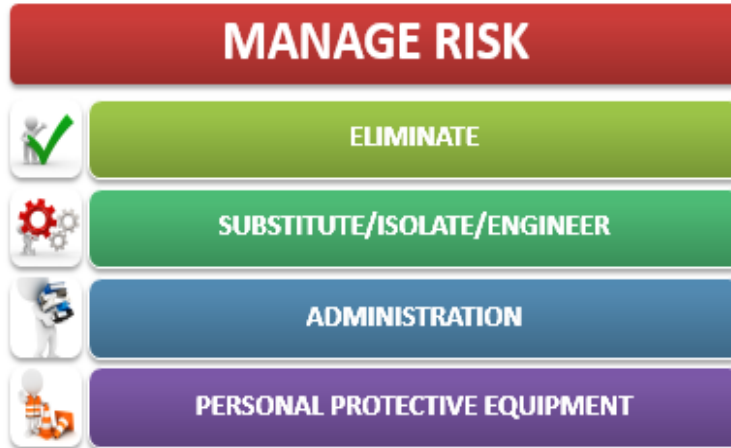 MANAGE RISK
ELIMINATE
SUBSTITUTE/ISOLATE/ENGINEER
ADMINISTRATION
PERSONAL PROTECTIVE EQUIPMENT